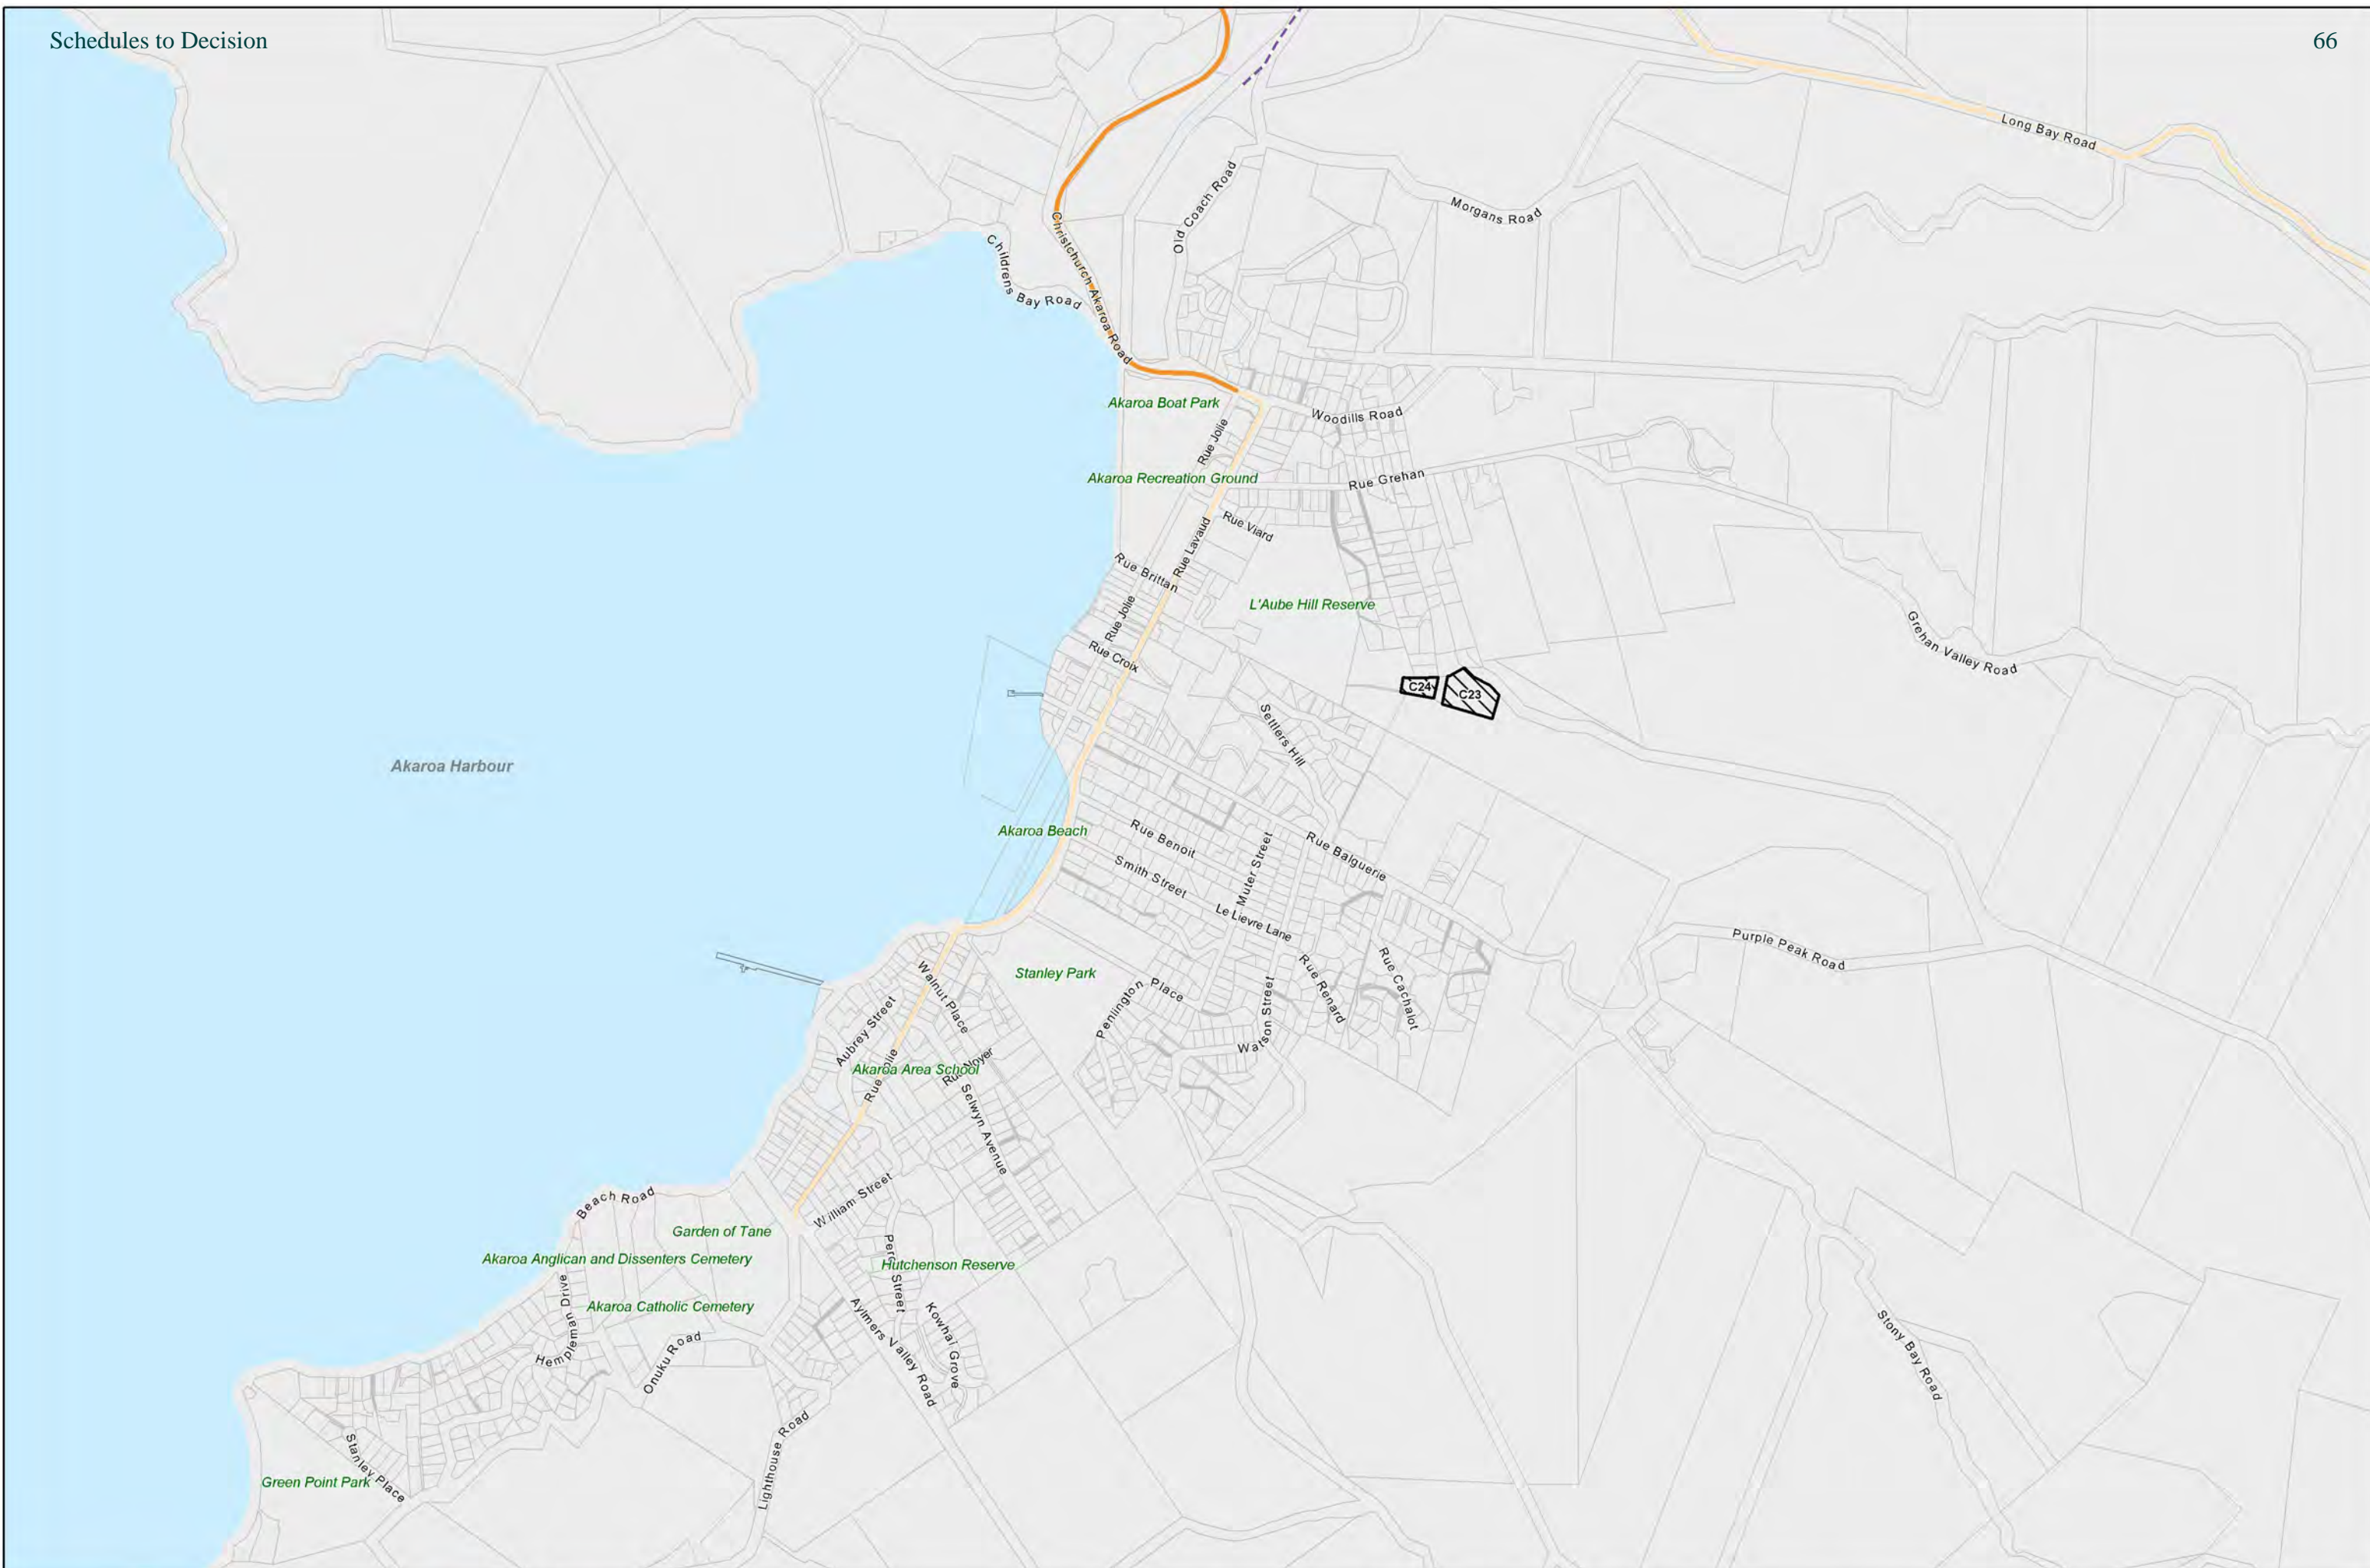 Schedules to Decision
66
Long Bay Road
Old Coach Road
Morgans Road
Christchurch Akaroa Road
Childrens Bay Road
Akaroa Boat Park
Woodills Road
Rue Jolie
Akaroa Recreation Ground
Rue Grehan
Rue Viard
Rue Lavaud
Rue Brittan
L'Aube Hill Reserve
Rue Jolie
Grehan Valley Road
Rue Croix
C24
C23
Settlers Hill
Akaroa Harbour
Akaroa Beach
Rue Benoit
Rue Balguerie
Muter Street
Smith Street
Le Lievre Lane
Purple Peak Road
Stanley Park
Walnut Place
Penlington Place
Rue Renard
Rue Cachalot
Watson Street
Aubrey Street
Rue Jolie
Akaroa Area School
Rue Noyer
Selwyn Avenue
William Street
Beach Road
Garden of Tane
Akaroa Anglican and Dissenters Cemetery
Percy Street
Hutchenson Reserve
Hempleman Drive
Akaroa Catholic Cemetery
Onuku Road
Aylmers Valley Road
Kowhai Grove
Stony Bay Road
Lighthouse Road
Stanley Place
Green Point Park